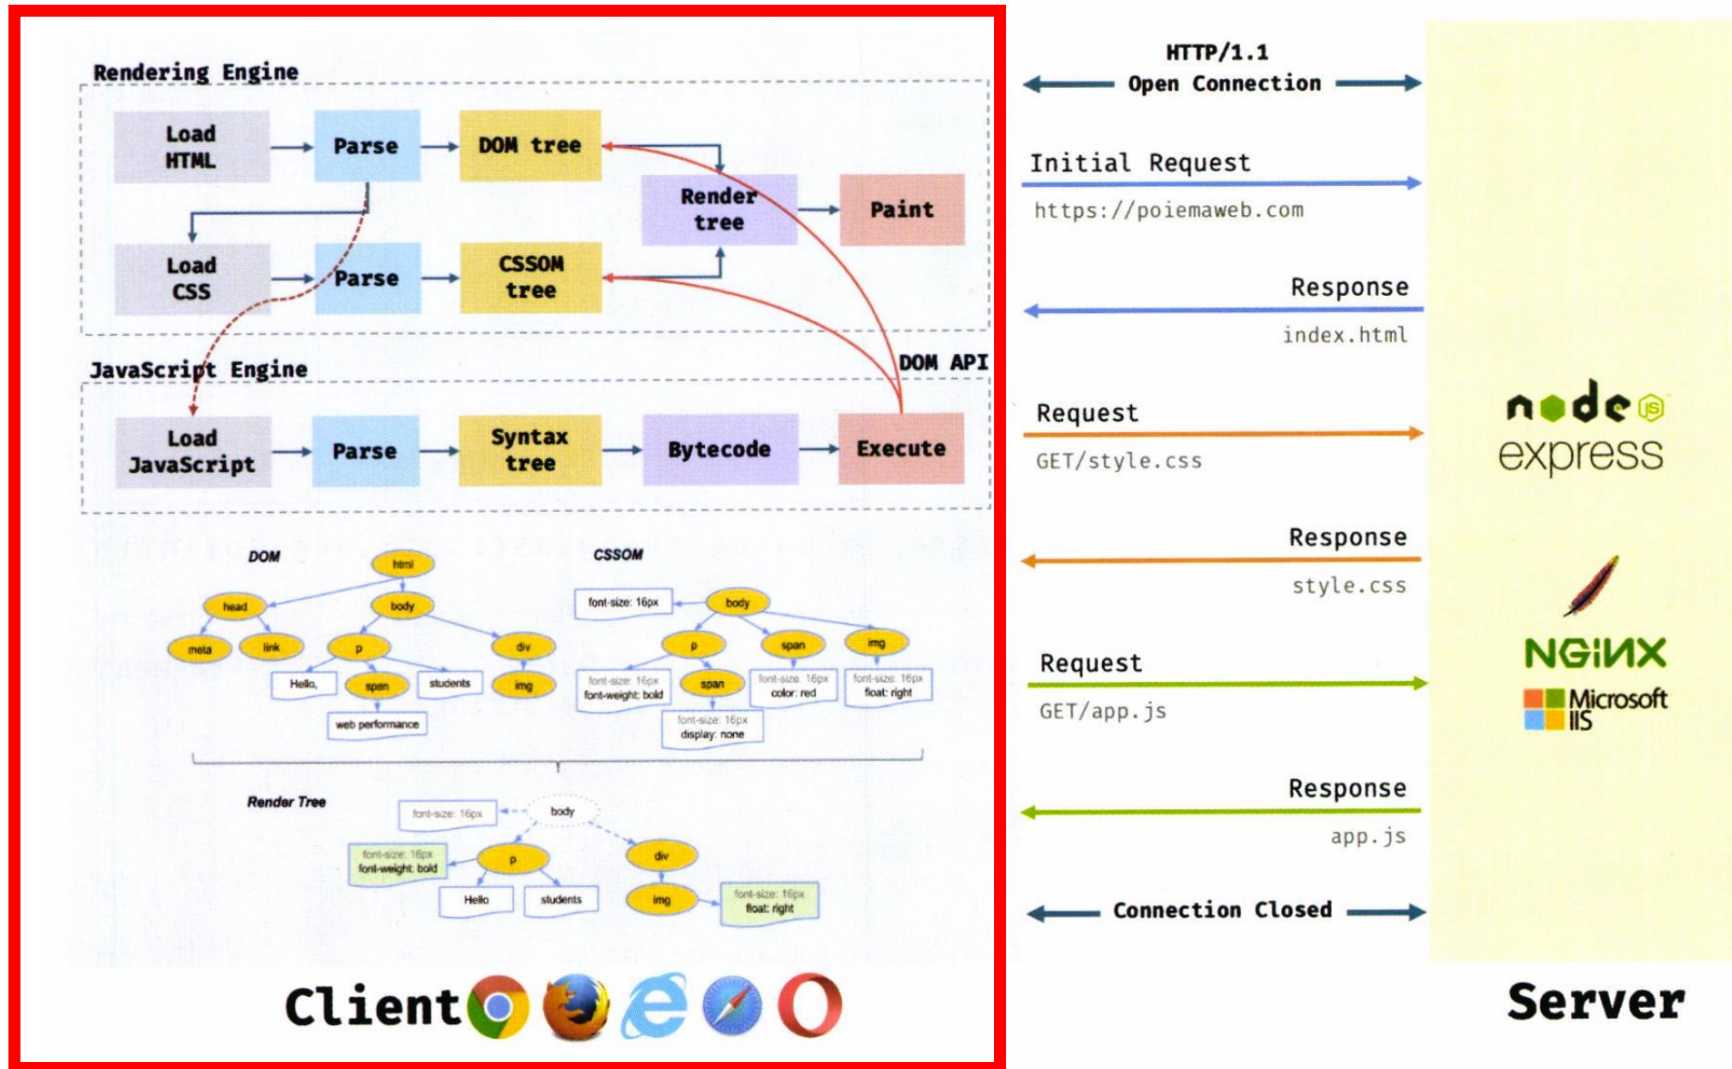 Rendering Engine
Load
HTML
Parse
DOM tree
Render
tree
Paint
Load
CSS
Parse
CSSOM
tree
DOM API
JavaScript Engine
Load
JavaScript
Parse
Syntax
tree
Bytecode
Execute
DOM
html
head
body
meta
link
p
div
Hello,
span
students
img
web performance
CSSOM
font-size: 16px
body
p
span
img
font-size: 16px
font-weight: bold
span
font-size: 16px
color: red
font-size: 16px
float: right
font-size: 16px
display: none
Render Tree
font-size: 16px
body
font-size: 16px
font-weight: bold
p
div
Hello
students
img
font-size: 16px
float: right
Client
HTTP/1.1
Open Connection
Initial Request
https://poiemaweb.com
Response
index.html
Request
GET/style.css
Response
style.css
Request
GET/app.js
Response
app.js
Connection Closed
node
JS
express
NGiNX
Microsoft
IIS
Server